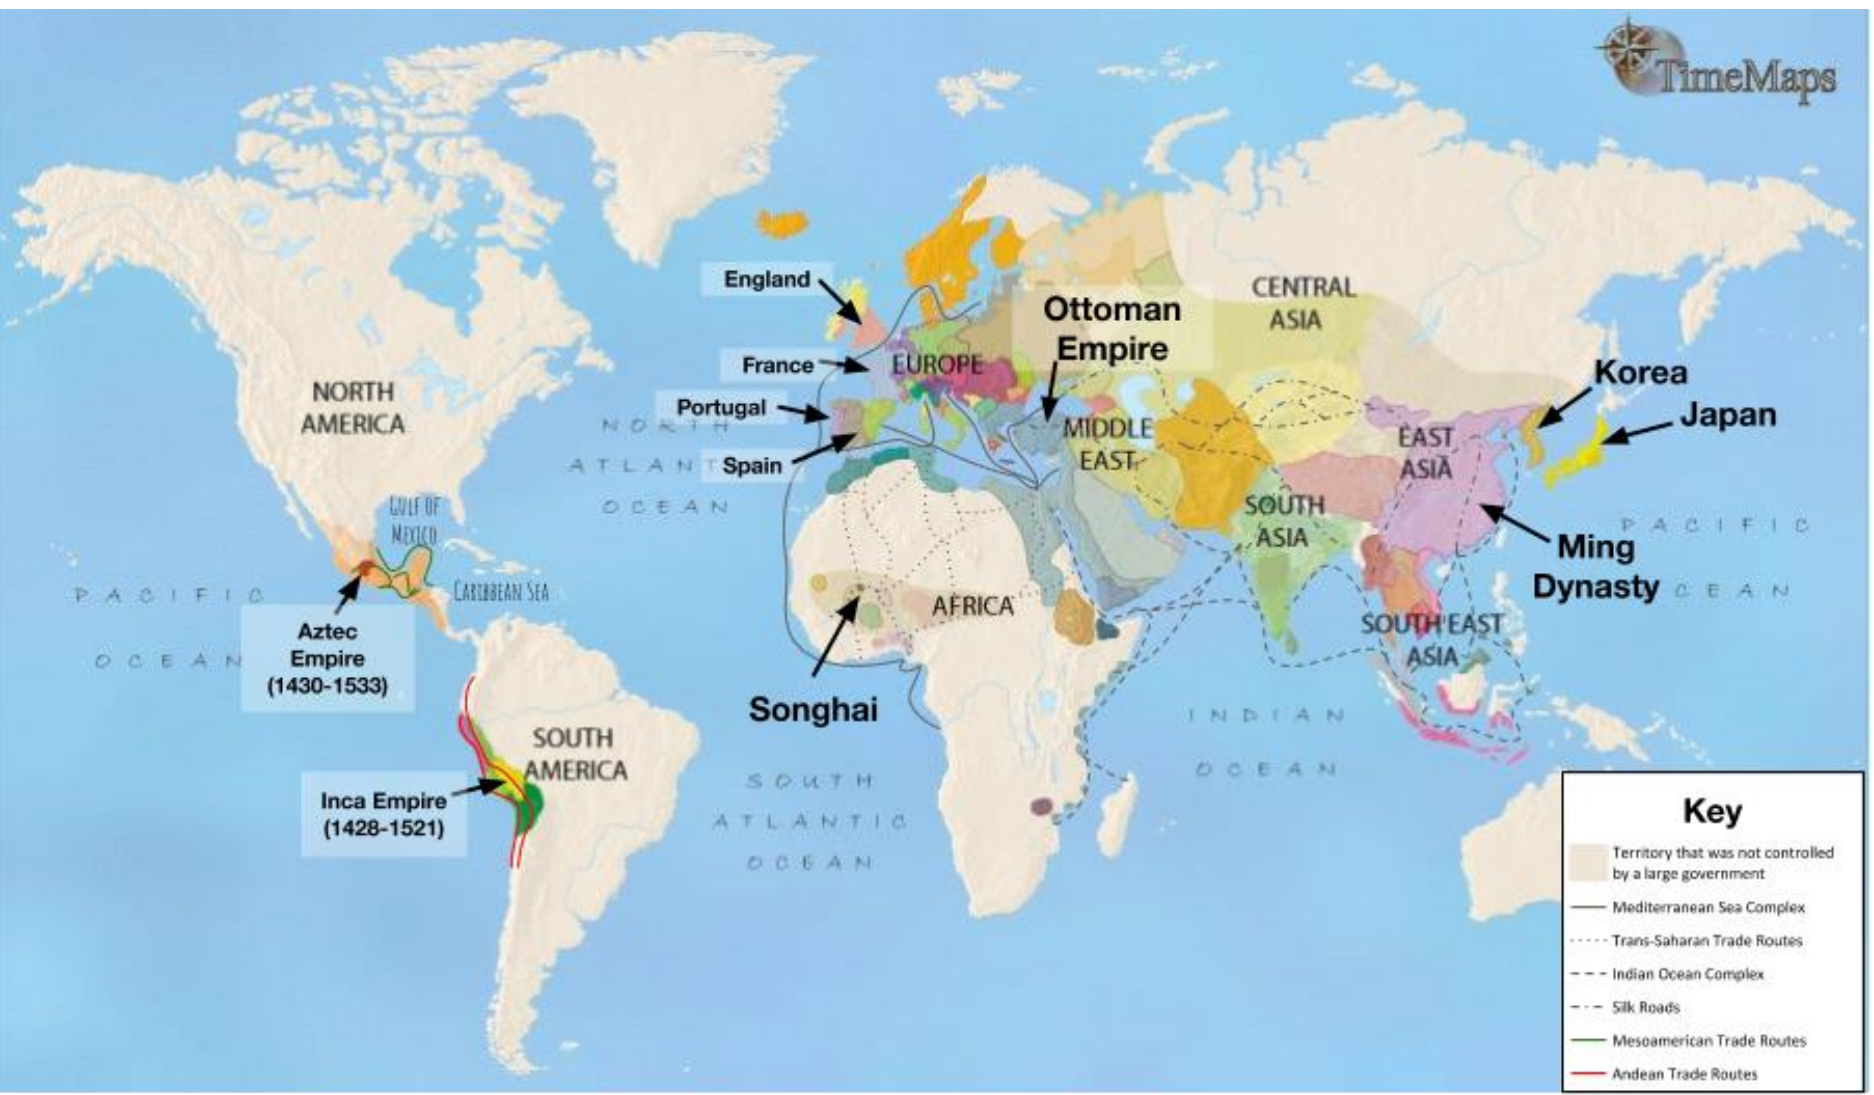 TimeMaps
England
France
Portugal
Spain
EUROPE
Ottoman
Empire
CENTRAL
ASIA
Korea
Japan
NORTH
AMERICA
NORTH
ATLANT
OCEAN
MIDDLE
EAST
EAST
ASIA
SOUTH
ASIA
GULF OF
MEXICO
CARIBBEAN SEA
PACIFIC
OCEAN
PACIFIC
CEAN
Ming
Dynasty
AFRICA
SOUTH EAST
ASIA
Aztec
Empire
(1430-1533)
Songhai
SOUTH
AMERICA
Inca Empire
(1428-1521)
SOUTH
ATLANTIC
OCEAN
INDIAN
OCEAN
Key
Territory that was not controlled
by a large government
Mediterranean Sea Complex
Trans-Saharan Trade Routes
Indian Ocean Complex
Silk Roads
Mesoamerican Trade Routes
Andean Trade Routes